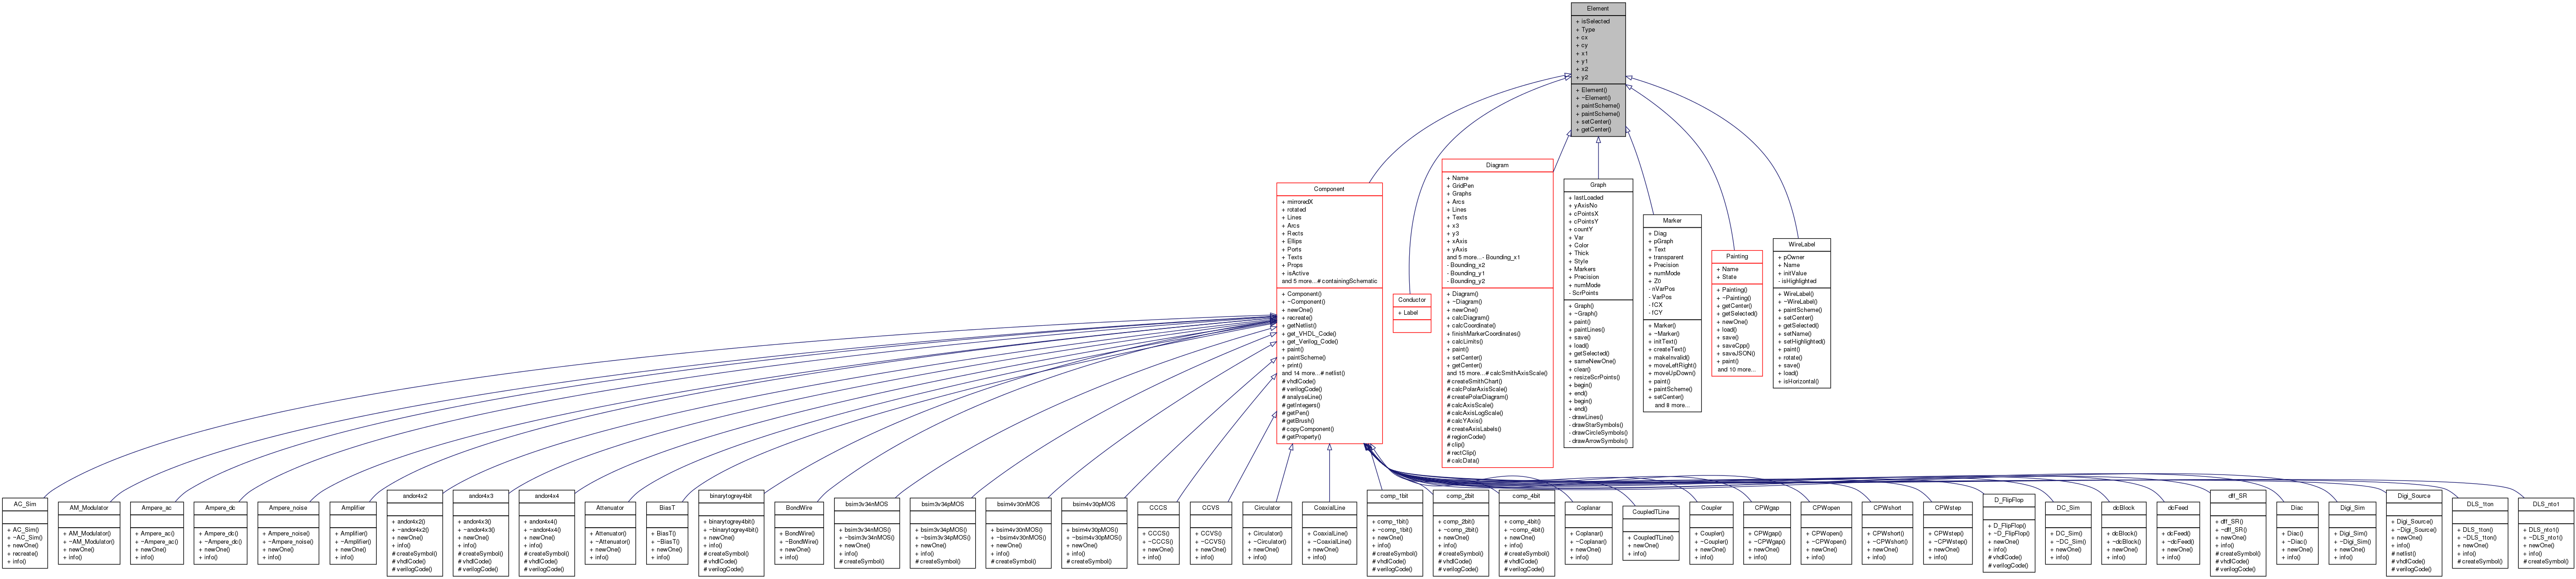 Element
+ isSelected
+ Type
+ cx
+ cy
+ x1
+ y1
+ x2
+ y2
+ Element()
+ ~Element()
+ paintScheme()
+ paintScheme()
+ setCenter()
+ getCenter()
Component
+ mirroredX
+ rotated
+ Lines
+ Arcs
+ Rects
+ Ellips
+ Ports
+ Texts
+ Props
+ isActive
and 5 more...# containingSchematic
+ Component()
+ ~Component()
+ newOne()
+ recreate()
+ getNetlist()
+ get_VHDL_Code()
+ get_Verilog_Code()
+ paint()
+ paintScheme()
+ print()
and 14 more...# netlist()
# vhdlCode()
# verilogCode()
# analyseLine()
# getIntegers()
# getPen()
# getBrush()
# copyComponent()
# getProperty()
Conductor
+ Label
Diagram
+ Name
+ GridPen
+ Graphs
+ Arcs
+ Lines
+ Texts
+ x3
+ y3
+ xAxis
+ yAxis
and 5 more...- Bounding_x1
- Bounding_x2
- Bounding_y1
- Bounding_y2
+ Diagram()
+ ~Diagram()
+ newOne()
+ calcDiagram()
+ calcCoordinate()
+ finishMarkerCoordinates()
+ calcLimits()
+ paint()
+ setCenter()
+ getCenter()
and 15 more...# calcSmithAxisScale()
# createSmithChart()
# calcPolarAxisScale()
# createPolarDiagram()
# calcAxisScale()
# calcAxisLogScale()
# calcYAxis()
# createAxisLabels()
# regionCode()
# clip()
# rectClip()
# calcData()
Graph
+ lastLoaded
+ yAxisNo
+ cPointsX
+ cPointsY
+ countY
+ Var
+ Color
+ Thick
+ Style
+ Markers
+ Precision
+ numMode
- ScrPoints
+ Graph()
+ ~Graph()
+ paint()
+ paintLines()
+ save()
+ load()
+ getSelected()
+ sameNewOne()
+ clear()
+ resizeScrPoints()
+ begin()
+ end()
+ begin()
+ end()
- drawLines()
- drawStarSymbols()
- drawCircleSymbols()
- drawArrowSymbols()
Marker
+ Diag
+ pGraph
+ Text
+ transparent
+ Precision
+ numMode
+ Z0
- nVarPos
- VarPos
- fCX
- fCY
+ Marker()
+ ~Marker()
+ initText()
+ createText()
+ makeInvalid()
+ moveLeftRight()
+ moveUpDown()
+ paint()
+ paintScheme()
+ setCenter()
and 8 more...
Painting
+ Name
+ State
+ Painting()
+ ~Painting()
+ getCenter()
+ getSelected()
+ newOne()
+ load()
+ save()
+ saveCpp()
+ saveJSON()
+ paint()
and 10 more...
WireLabel
+ pOwner
+ Name
+ initValue
- isHighlighted
+ WireLabel()
+ ~WireLabel()
+ paintScheme()
+ setCenter()
+ getSelected()
+ setName()
+ setHighlighted()
+ paint()
+ rotate()
+ save()
+ load()
+ isHorizontal()
AC_Sim
+ AC_Sim()
+ ~AC_Sim()
+ newOne()
+ recreate()
+ info()
AM_Modulator
+ AM_Modulator()
+ ~AM_Modulator()
+ newOne()
+ info()
Ampere_ac
+ Ampere_ac()
+ ~Ampere_ac()
+ newOne()
+ info()
Ampere_dc
+ Ampere_dc()
+ ~Ampere_dc()
+ newOne()
+ info()
Ampere_noise
+ Ampere_noise()
+ ~Ampere_noise()
+ newOne()
+ info()
Amplifier
+ Amplifier()
+ ~Amplifier()
+ newOne()
+ info()
andor4x2
+ andor4x2()
+ ~andor4x2()
+ newOne()
+ info()
# createSymbol()
# vhdlCode()
# verilogCode()
andor4x3
+ andor4x3()
+ ~andor4x3()
+ newOne()
+ info()
# createSymbol()
# vhdlCode()
# verilogCode()
andor4x4
+ andor4x4()
+ ~andor4x4()
+ newOne()
+ info()
# createSymbol()
# vhdlCode()
# verilogCode()
Attenuator
+ Attenuator()
+ ~Attenuator()
+ newOne()
+ info()
BiasT
+ BiasT()
~ ~BiasT()
+ newOne()
+ info()
binarytogrey4bit
+ binarytogrey4bit()
+ ~binarytogrey4bit()
+ newOne()
+ info()
# createSymbol()
# vhdlCode()
# verilogCode()
BondWire
+ BondWire()
+ ~BondWire()
+ newOne()
+ info()
bsim3v34nMOS
+ bsim3v34nMOS()
+ ~bsim3v34nMOS()
+ newOne()
+ info()
# createSymbol()
bsim3v34pMOS
+ bsim3v34pMOS()
+ ~bsim3v34pMOS()
+ newOne()
+ info()
# createSymbol()
bsim4v30nMOS
+ bsim4v30nMOS()
+ ~bsim4v30nMOS()
+ newOne()
+ info()
# createSymbol()
bsim4v30pMOS
+ bsim4v30pMOS()
+ ~bsim4v30pMOS()
+ newOne()
+ info()
# createSymbol()
CCCS
+ CCCS()
+ ~CCCS()
+ newOne()
+ info()
CCVS
+ CCVS()
+ ~CCVS()
+ newOne()
+ info()
Circulator
+ Circulator()
+ ~Circulator()
+ newOne()
+ info()
CoaxialLine
+ CoaxialLine()
+ ~CoaxialLine()
+ newOne()
+ info()
comp_1bit
+ comp_1bit()
+ ~comp_1bit()
+ newOne()
+ info()
# createSymbol()
# vhdlCode()
# verilogCode()
comp_2bit
+ comp_2bit()
+ ~comp_2bit()
+ newOne()
+ info()
# createSymbol()
# vhdlCode()
# verilogCode()
comp_4bit
+ comp_4bit()
+ ~comp_4bit()
+ newOne()
+ info()
# createSymbol()
# vhdlCode()
# verilogCode()
Coplanar
+ Coplanar()
+ ~Coplanar()
+ newOne()
+ info()
CoupledTLine
+ CoupledTLine()
+ newOne()
+ info()
Coupler
+ Coupler()
+ ~Coupler()
+ newOne()
+ info()
CPWgap
+ CPWgap()
+ ~CPWgap()
+ newOne()
+ info()
CPWopen
+ CPWopen()
+ ~CPWopen()
+ newOne()
+ info()
CPWshort
+ CPWshort()
+ ~CPWshort()
+ newOne()
+ info()
CPWstep
+ CPWstep()
+ ~CPWstep()
+ newOne()
+ info()
D_FlipFlop
+ D_FlipFlop()
+ ~D_FlipFlop()
+ newOne()
+ info()
# vhdlCode()
# verilogCode()
DC_Sim
+ DC_Sim()
+ ~DC_Sim()
+ newOne()
+ info()
dcBlock
+ dcBlock()
+ ~dcBlock()
+ newOne()
+ info()
dcFeed
+ dcFeed()
+ ~dcFeed()
+ newOne()
+ info()
dff_SR
+ dff_SR()
+ ~dff_SR()
+ newOne()
+ info()
# createSymbol()
# vhdlCode()
# verilogCode()
Diac
+ Diac()
+ ~Diac()
+ newOne()
+ info()
Digi_Sim
+ Digi_Sim()
+ ~Digi_Sim()
+ newOne()
+ info()
Digi_Source
+ Digi_Source()
+ ~Digi_Source()
+ newOne()
+ info()
# netlist()
# vhdlCode()
# verilogCode()
DLS_1ton
+ DLS_1ton()
+ ~DLS_1ton()
+ newOne()
+ info()
# createSymbol()
DLS_nto1
+ DLS_nto1()
+ ~DLS_nto1()
+ newOne()
+ info()
# createSymbol()